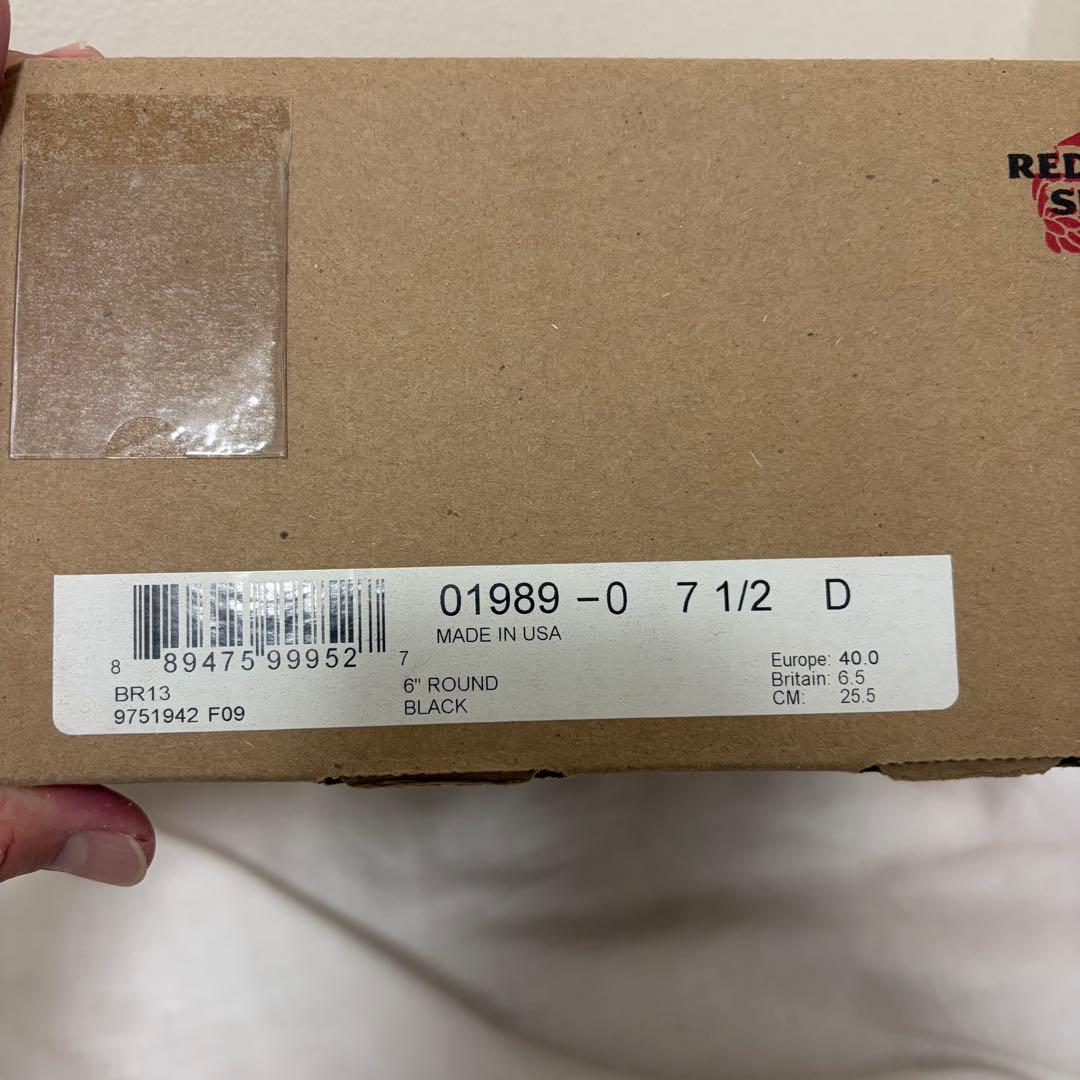 RED
01989 -0 7 1/2 D
MADE IN USA
8 89475 99952 7
BR13
9751942 F09
6" ROUND
BLACK
Europe: 40.0
Britain: 6.5
CM: 25.5